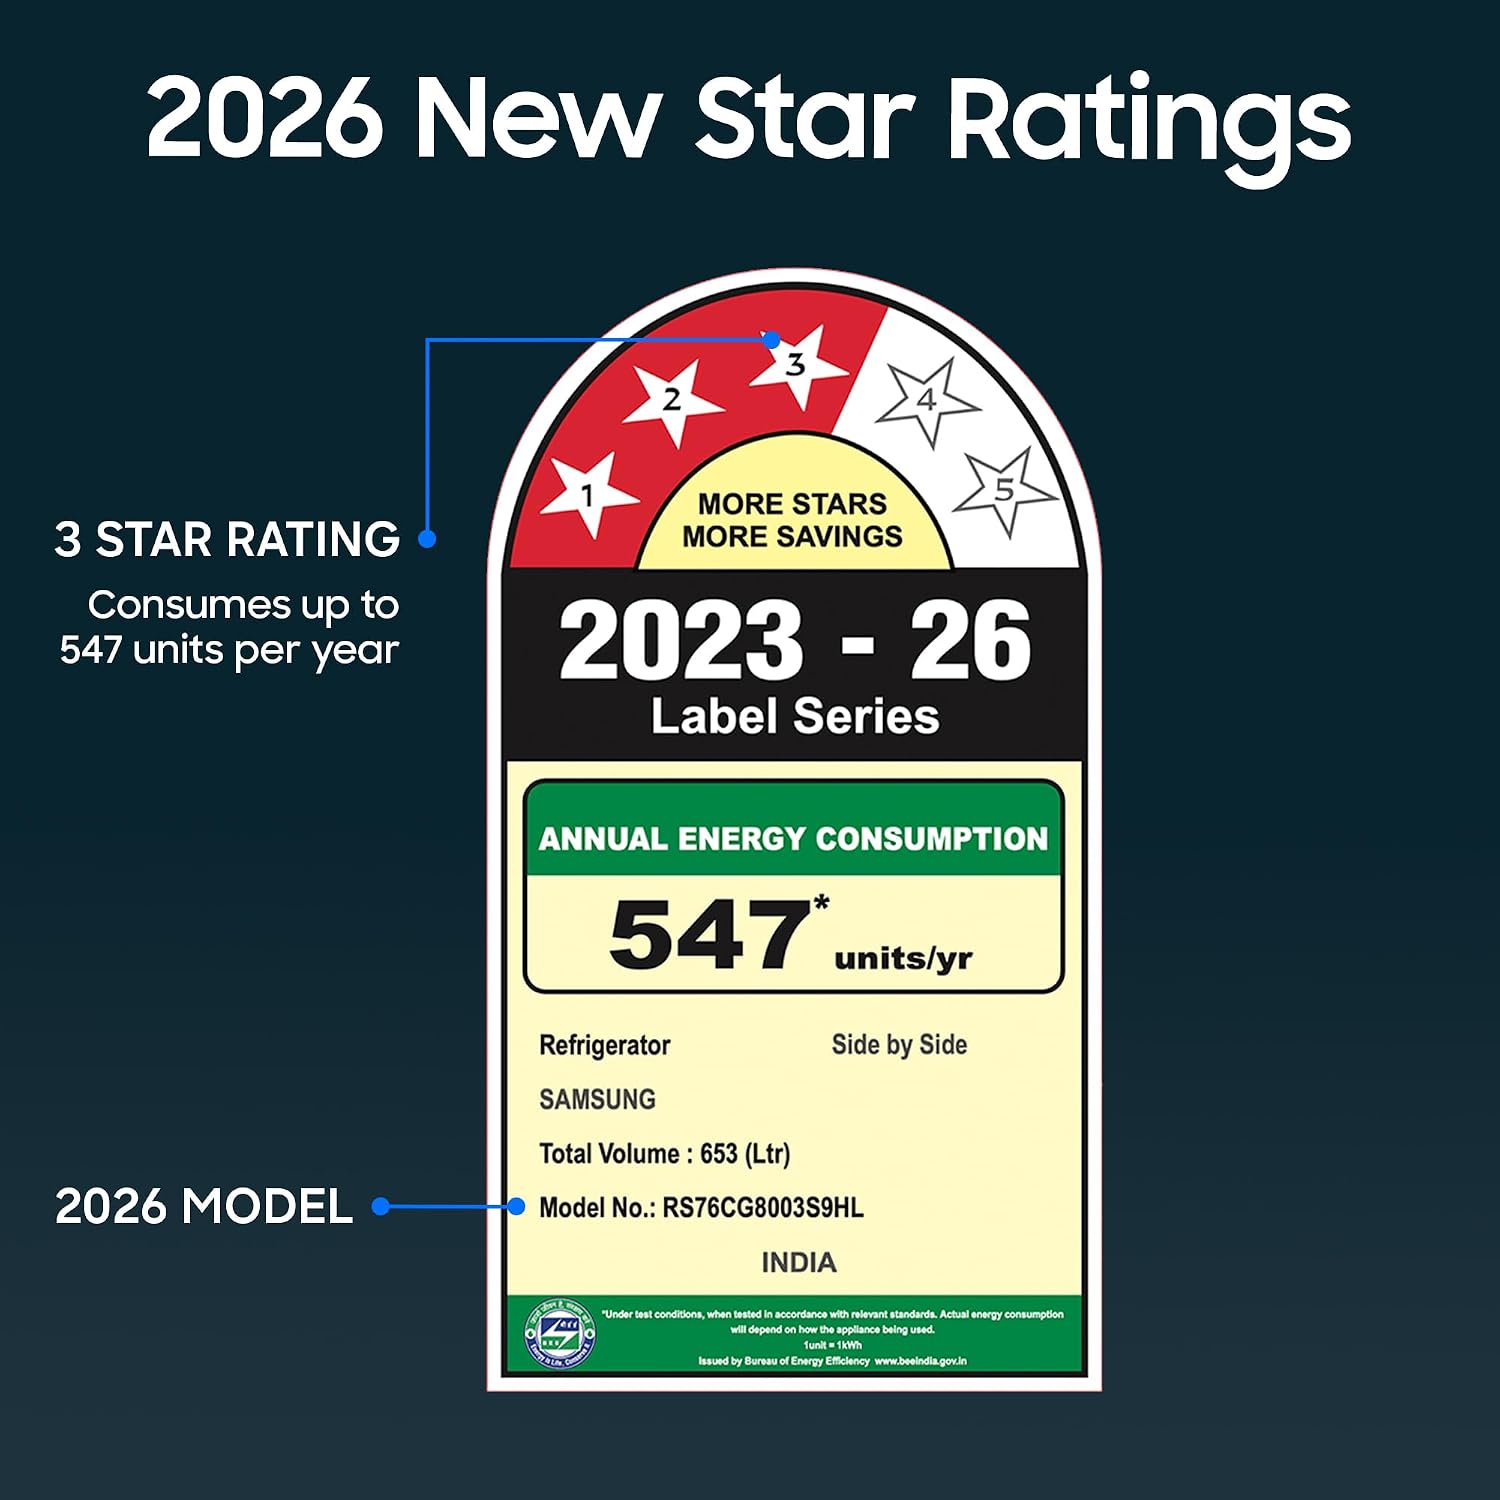 2026 New Star Ratings
1
2
3
4
5
MORE STARS
MORE SAVINGS
3 STAR RATING
Consumes up to
547 units per year
2023 - 26
Label Series
ANNUAL ENERGY CONSUMPTION
547* units/yr
Refrigerator Side by Side
SAMSUNG
Total Volume : 653 (Ltr)
2026 MODEL
Model No.: RS76CG8003S9HL
INDIA
*Under test conditions, when tested in accordance with relevant standards. Actual energy consumption
will depend on how the appliance being used.
1unit = 1kWh
Issued by Bureau of Energy Efficiency www.beeindia.gov.in